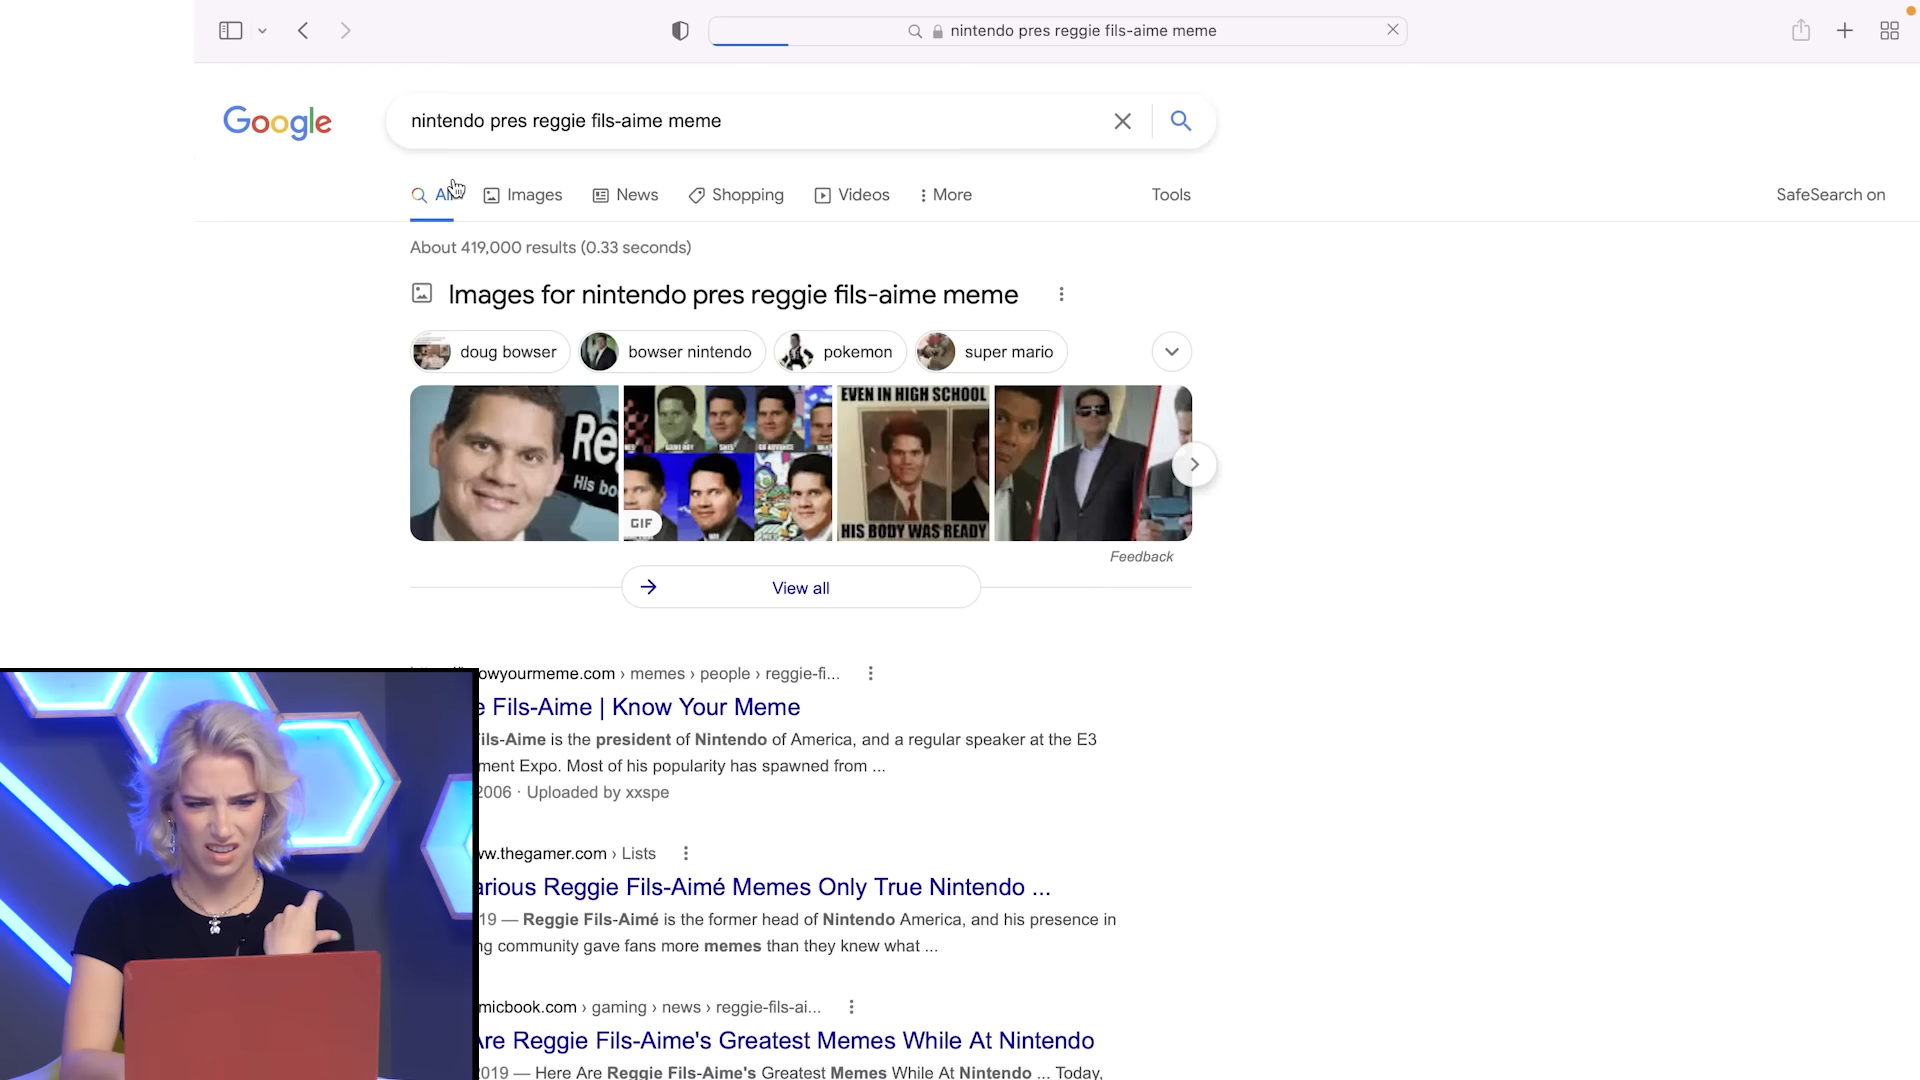 nintendo pres reggie fils-aime meme
Google
nintendo pres reggie fils-aime meme
All
Images
News
Shopping
Videos
More
Tools
SafeSearch on
About 419,000 results (0.33 seconds)
Images for nintendo pres reggie fils-aime meme
doug bowser
bowser nintendo
pokemon
super mario
Re
His bo
GIF
EVEN IN HIGH SCHOOL
HIS BODY WAS READY
Feedback
View all
owyourmeme.com › memes › people › reggie-fi...
e Fils-Aime | Know Your Meme
ils-Aime is the president of Nintendo of America, and a regular speaker at the E3
ment Expo. Most of his popularity has spawned from ...
2006 · Uploaded by xxspe
w.thegamer.com › Lists
arious Reggie Fils-Aimé Memes Only True Nintendo ...
19 — Reggie Fils-Aimé is the former head of Nintendo America, and his presence in
ng community gave fans more memes than they knew what ...
micbook.com › gaming › news › reggie-fils-ai...
Are Reggie Fils-Aime's Greatest Memes While At Nintendo
2019 — Here Are Reggie Fils-Aime's Greatest Memes While At Nintendo ... Today,